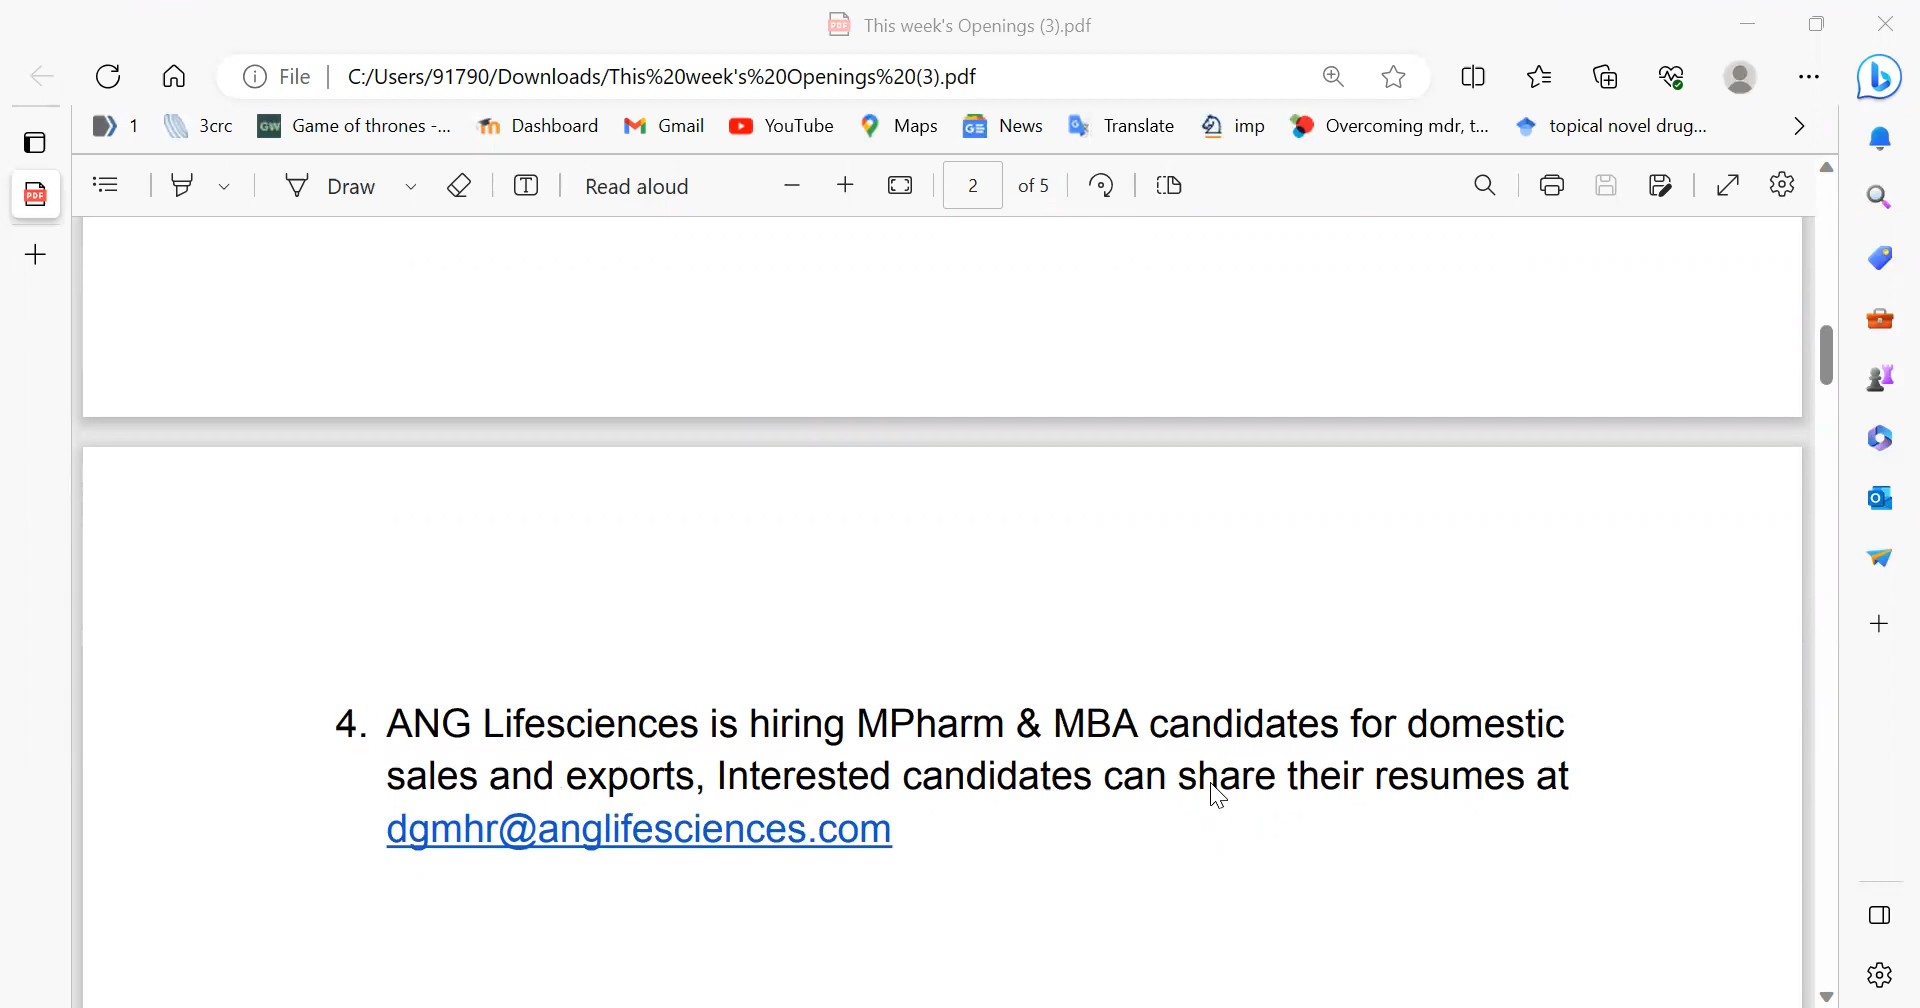 This week's Openings (3).pdf
File C:/Users/91790/Downloads/This%20week's%20Openings%20(3).pdf
1 3crc GW Game of thrones -... Dashboard Gmail YouTube Maps News Translate imp Overcoming mdr, t... topical novel drug...
Draw Read aloud 2 of 5
4. ANG Lifesciences is hiring MPharm & MBA candidates for domestic
sales and exports, Interested candidates can share their resumes at
dgmhr@anglifesciences.com